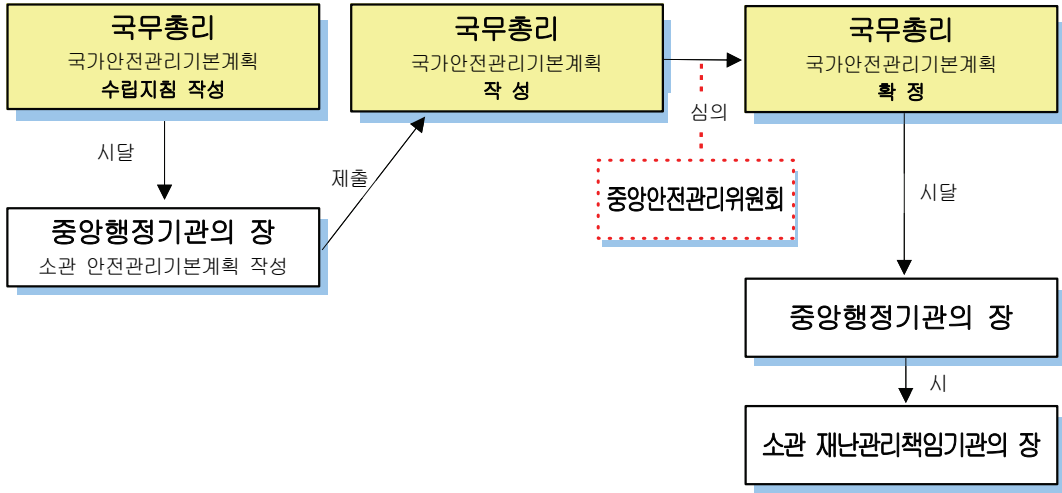 국무총리
국가안전관리기본계획
수립지침 작성
시달
중앙행정기관의 장
소관 안전관리기본계획 작성
제출
국무총리
국가안전관리기본계획
작 성
심의
중앙안전관리위원회
국무총리
국가안전관리기본계획
확 정
시달
중앙행정기관의 장
시
소관 재난관리책임기관의 장